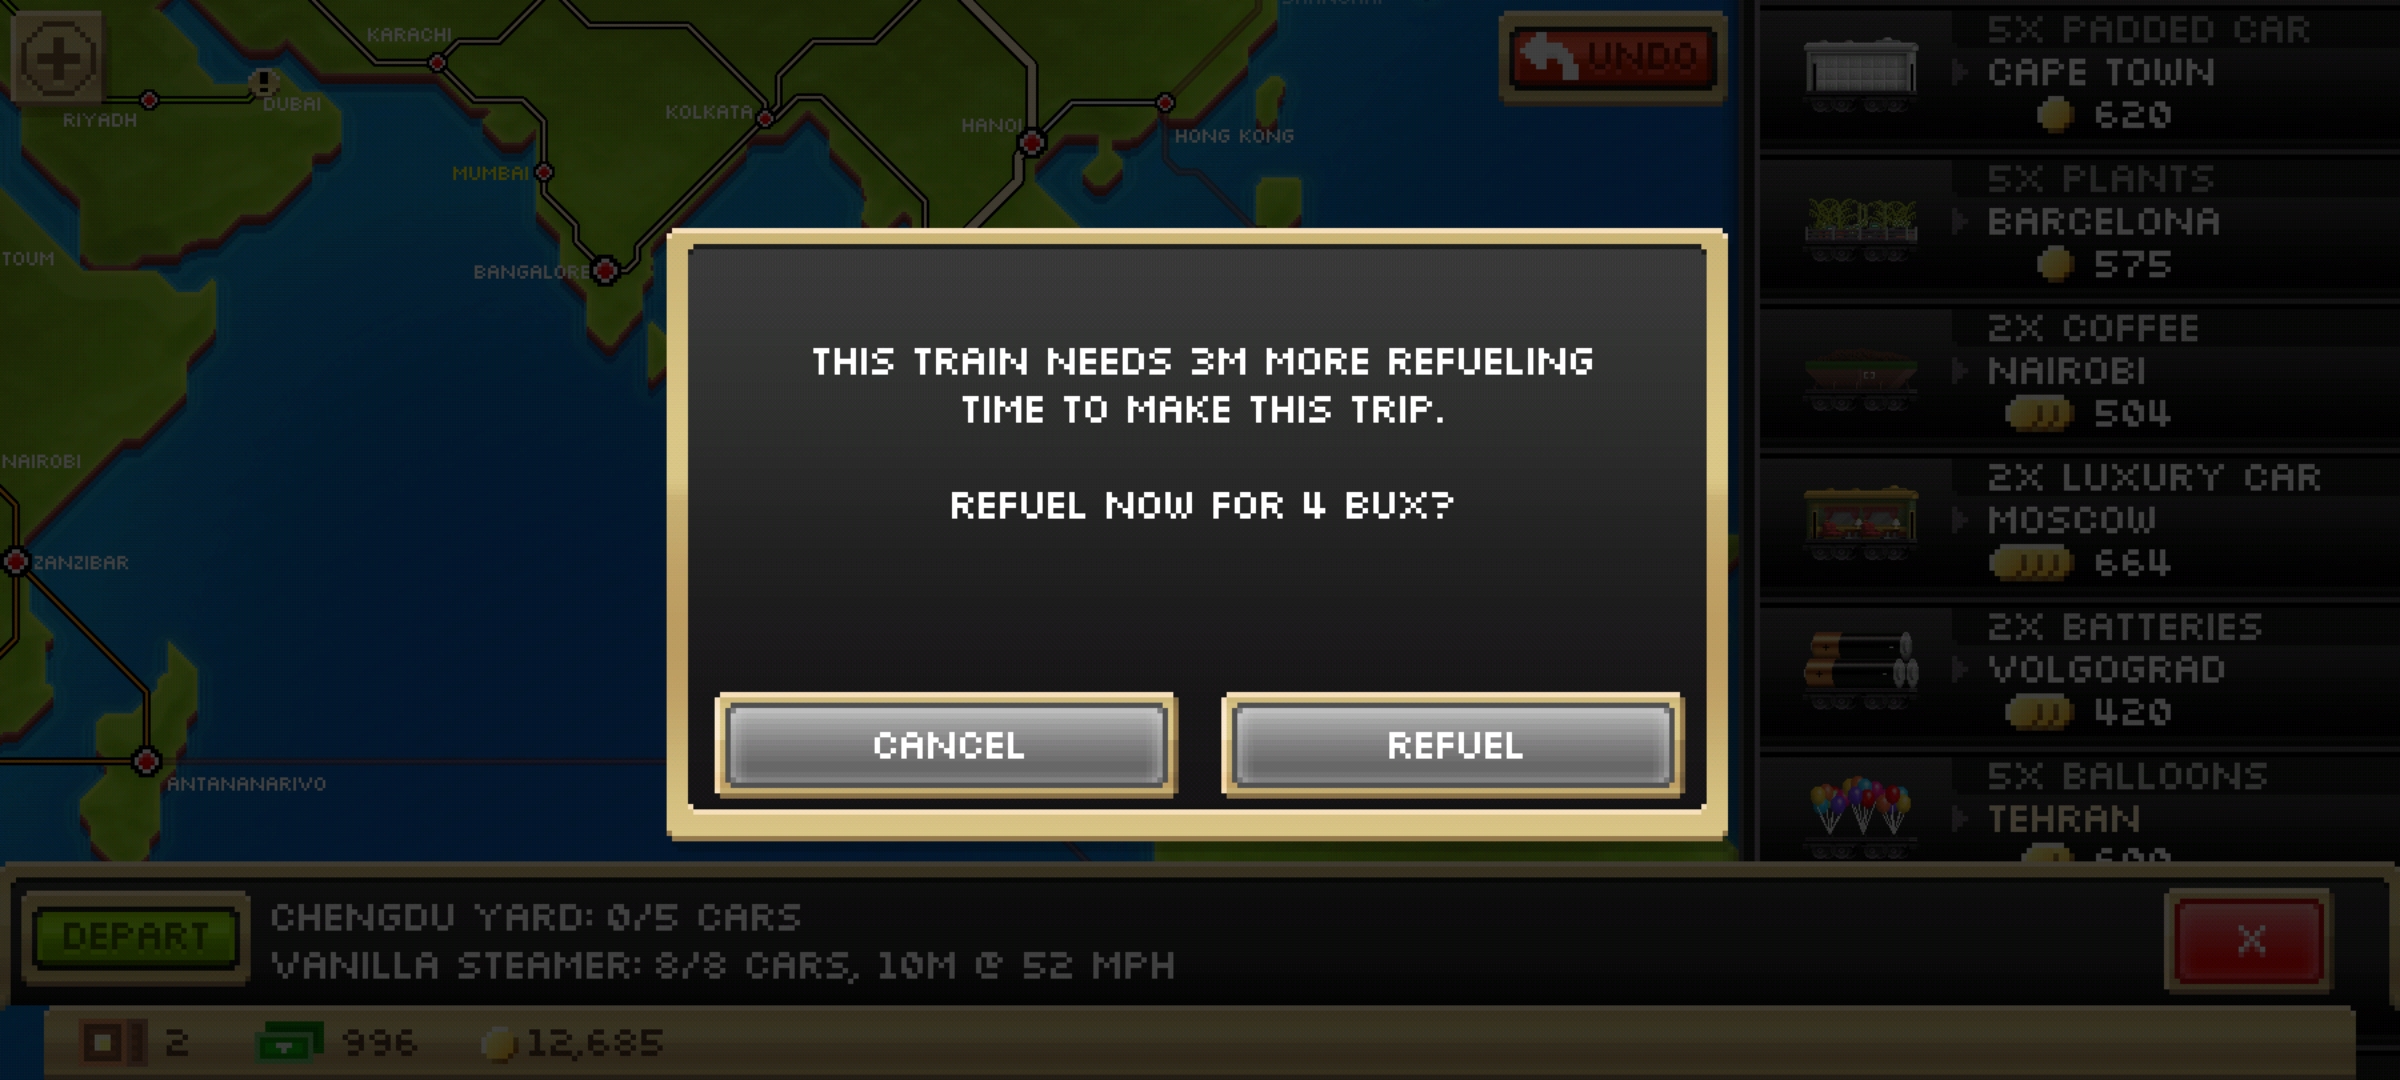 KARACHI
DUBAI
RIYADH
KOLKATA
HANOI
HONG KONG
MUMBAI
BANGALORE
TOUM
NAIROBI
ZANZIBAR
ANTANANARIVO
UNDO
5X PADDED CAR
CAPE TOWN
620
5X PLANTS
BARCELONA
575
2X COFFEE
NAIROBI
504
2X LUXURY CAR
MOSCOW
664
2X BATTERIES
VOLGOGRAD
420
5X BALLOONS
TEHRAN
600
THIS TRAIN NEEDS 3M MORE REFUELING
TIME TO MAKE THIS TRIP.
REFUEL NOW FOR 4 BUX?
CANCEL
REFUEL
DEPART
CHENGDU YARD: 0/5 CARS
VANILLA STEAMER: 8/8 CARS, 10M @ 52 MPH
X
2
996
12,685